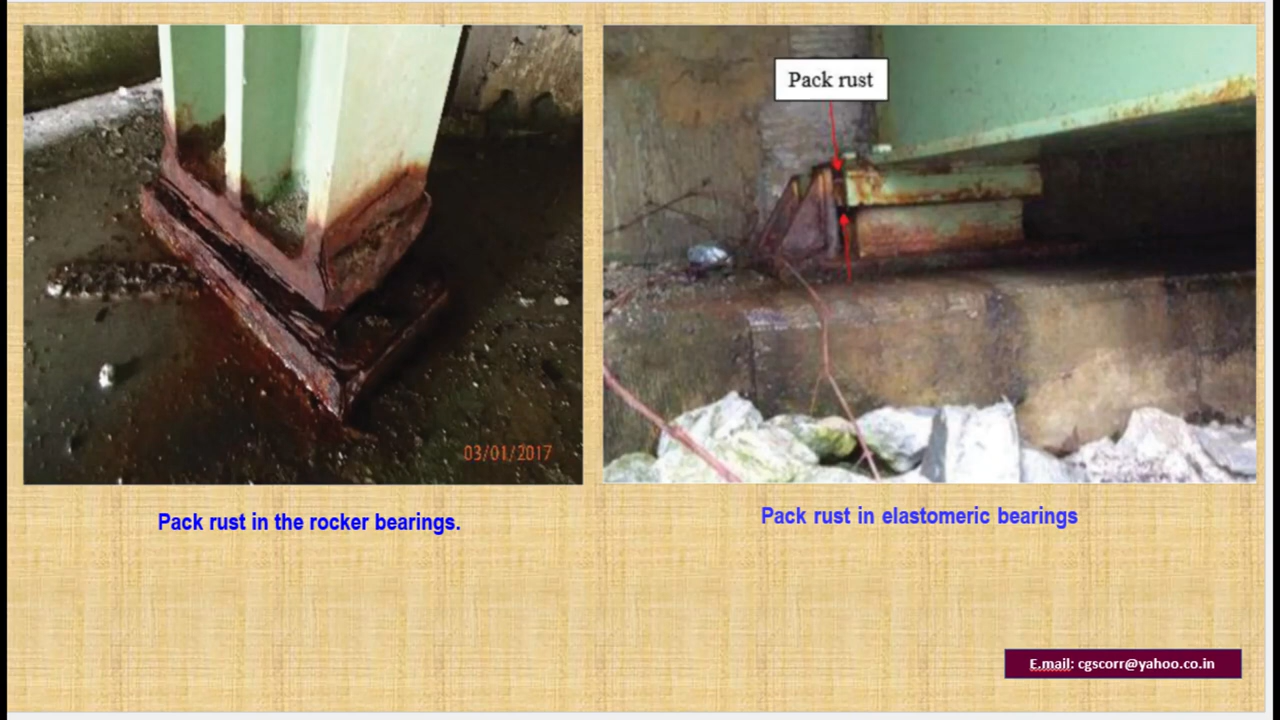 Pack rust
03/01/2017
Pack rust in the rocker bearings.
Pack rust in elastomeric bearings
E.mail: cgscorr@yahoo.co.in